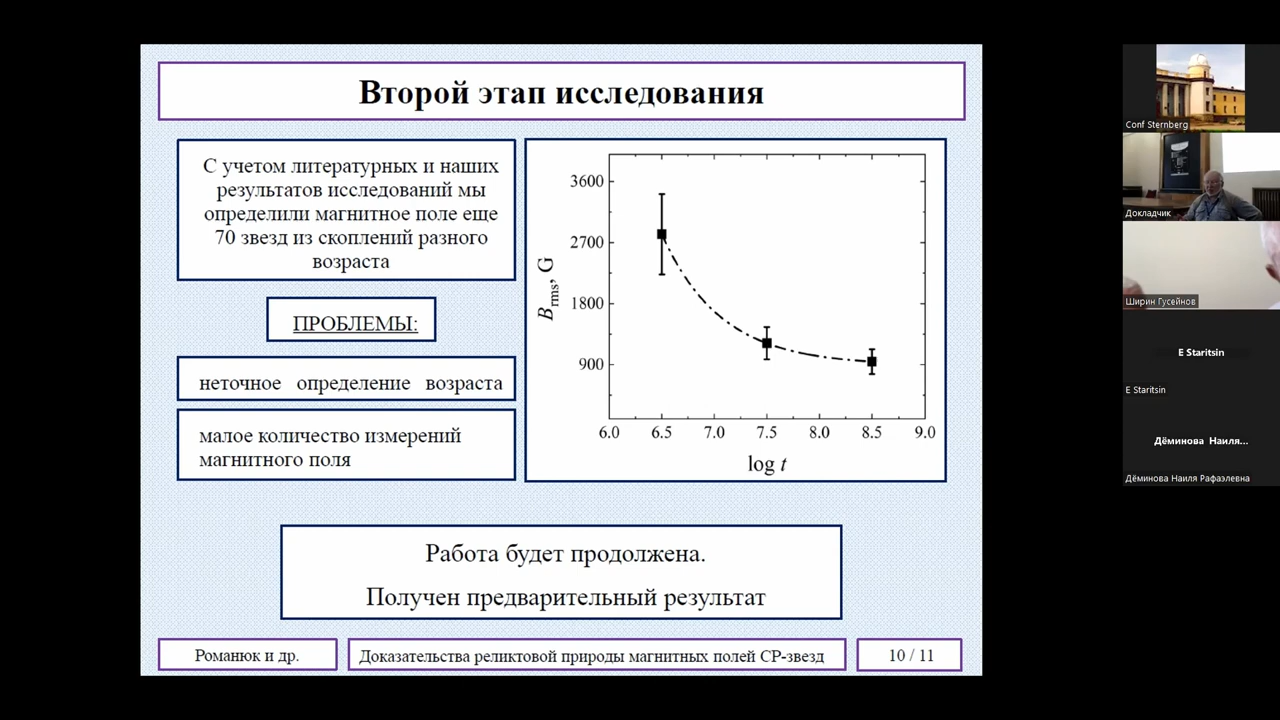 Второй этап исследования
С учетом литературных и наших
результатов исследований мы
определили магнитное поле еще
70 звезд из скоплений разного
возраста
ПРОБЛЕМЫ:
неточное определение возраста
малое количество измерений
магнитного поля
3600
2700
1800
900
B rms, G
6.0 6.5 7.0 7.5 8.0 8.5 9.0
log t
Работа будет продолжена.
Получен предварительный результат
Романюк и др.
Доказательства реликтовой природы магнитных полей CP-звезд
10 / 11
Conf Sternberg
Докладчик
Ширин Гусейнов
E Staritsin
E Staritsin
Дёминова Наиля...
Дёминова Наиля Рафаэлевна